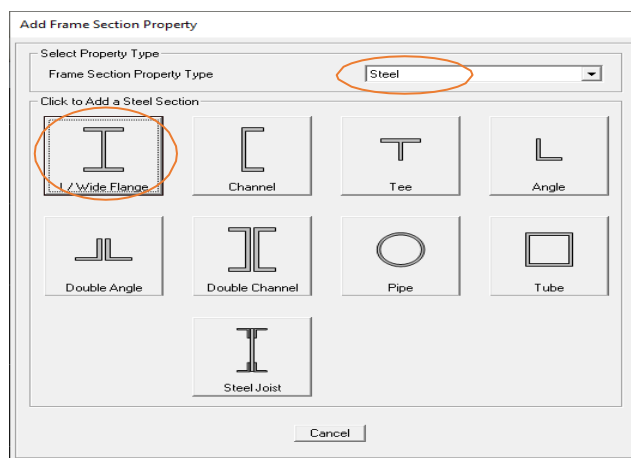 Add Frame Section Property
Select Property Type
Frame Section Property Type
Steel
Click to Add a Steel Section
I / Wide Flange
Channel
Tee
Angle
Double Angle
Double Channel
Pipe
Tube
Steel Joist
Cancel